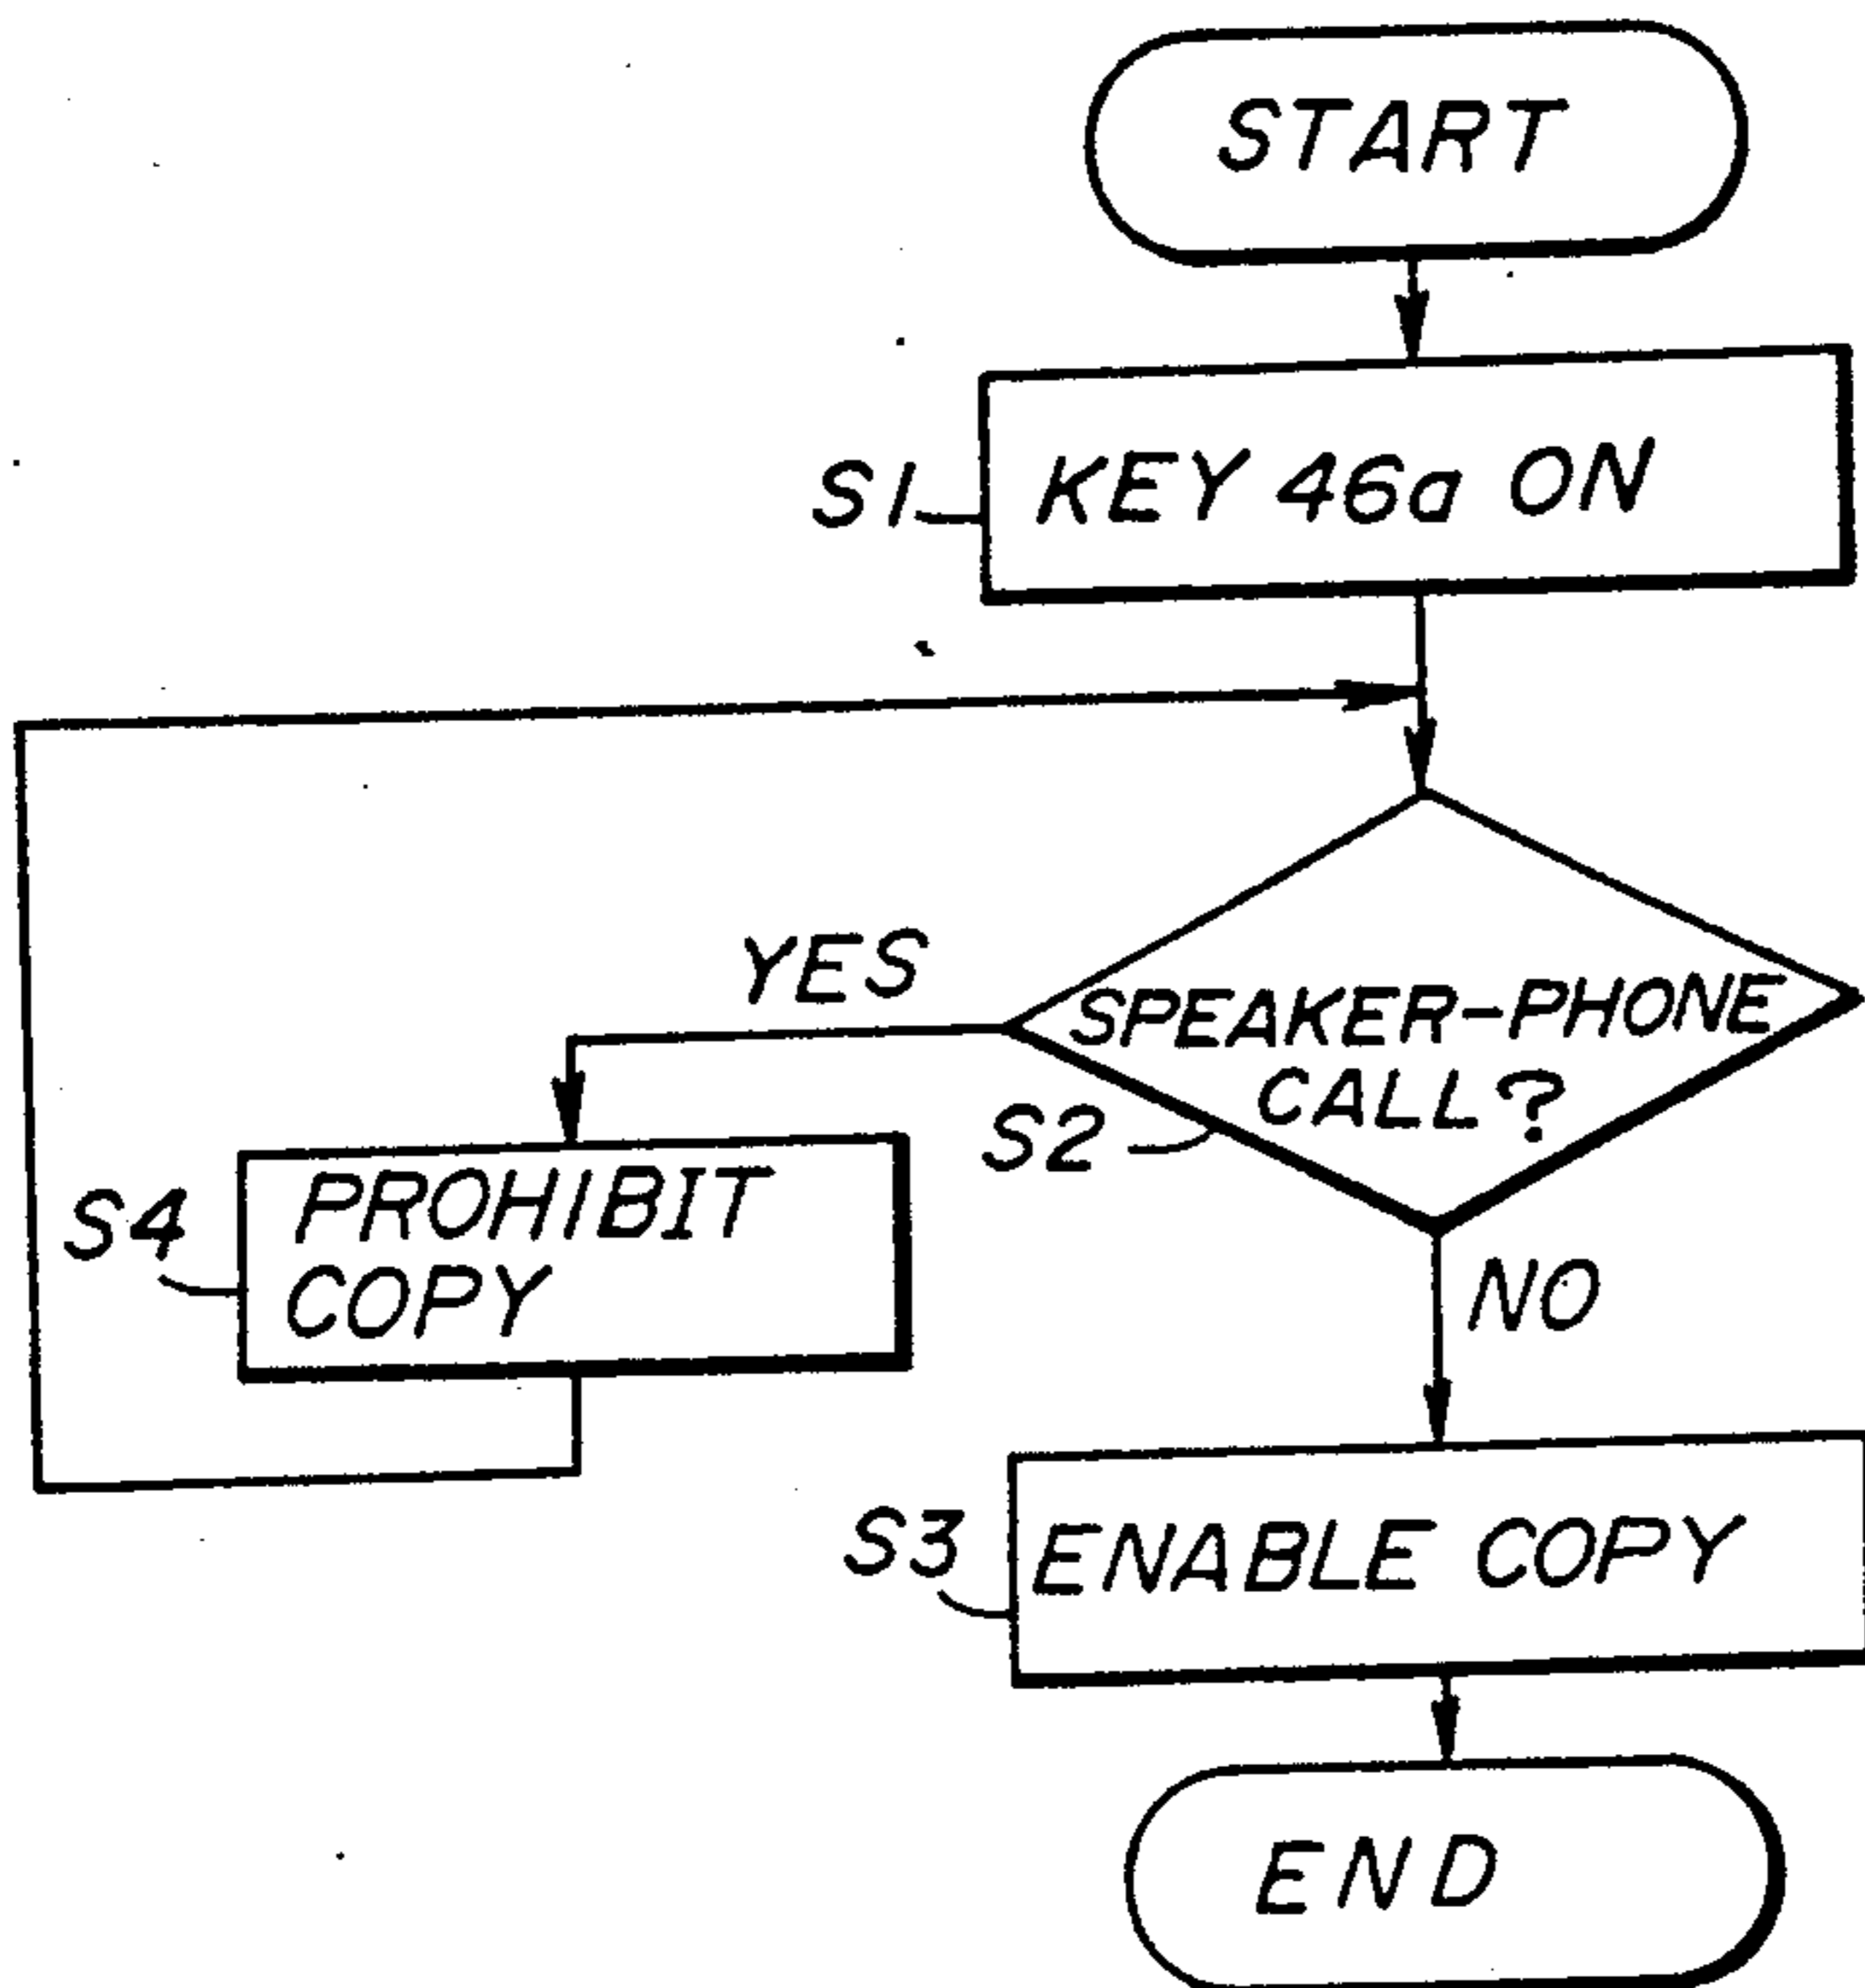 START
S1
KEY 46a ON
YES
SPEAKER-PHONE
CALL?
S2
S4
PROHIBIT
COPY
NO
S3
ENABLE COPY
END